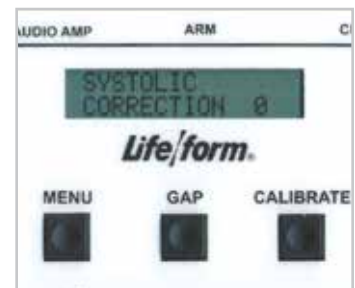 AUDIO AMP ARM
SYSTOLIC
CORRECTION 0
Life/form®
MENU GAP CALIBRATE